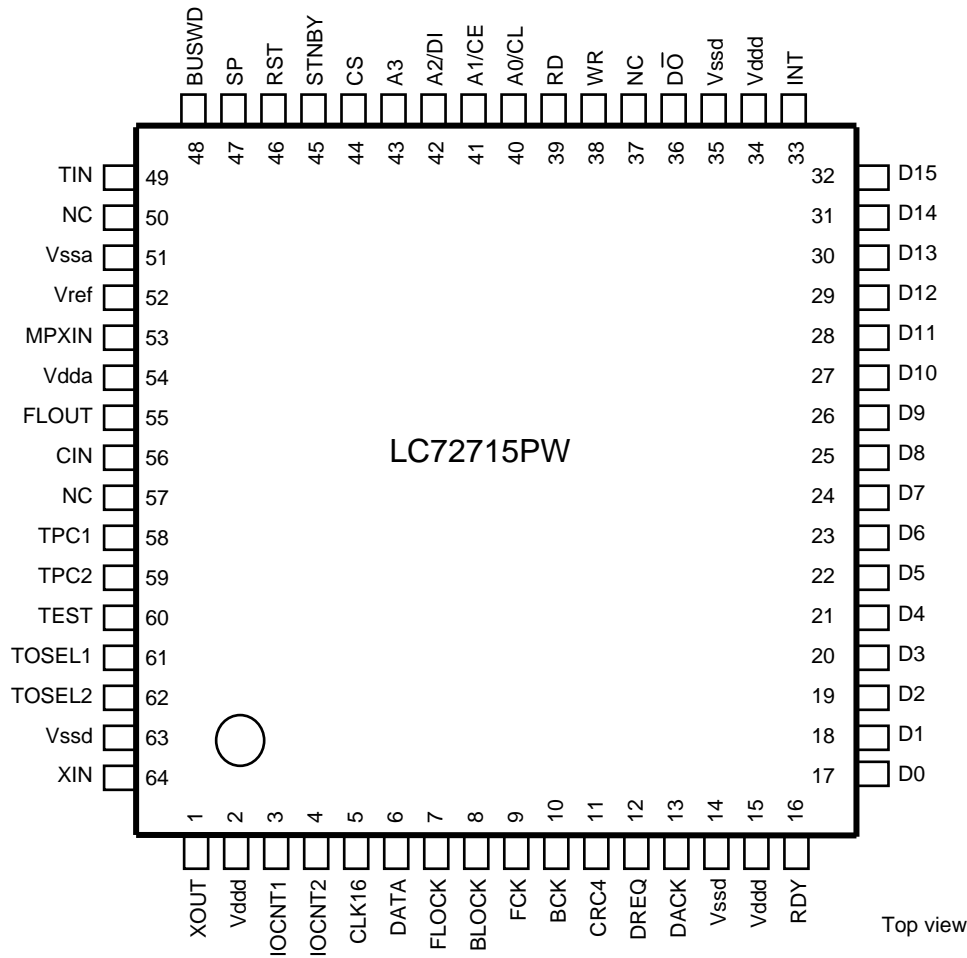 BUSWD
SP
RST
STNBY
CS
A3
A2/DI
A1/CE
A0/CL
RD
WR
NC
DO
Vssd
Vddd
INT
48
47
46
45
44
43
42
41
40
39
38
37
36
35
34
33
TIN 49
NC 50
Vssa 51
Vref 52
MPXIN 53
Vdda 54
FLOUT 55
CIN 56
NC 57
TPC1 58
TPC2 59
TEST 60
TOSEL1 61
TOSEL2 62
Vssd 63
XIN 64
LC72715PW
32 D15
31 D14
30 D13
29 D12
28 D11
27 D10
26 D9
25 D8
24 D7
23 D6
22 D5
21 D4
20 D3
19 D2
18 D1
17 D0
1
2
3
4
5
6
7
8
9
10
11
12
13
14
15
16
XOUT
Vddd
IOCNT1
IOCNT2
CLK16
DATA
FLOCK
BLOCK
FCK
BCK
CRC4
DREQ
DACK
Vssd
Vddd
RDY
Top view